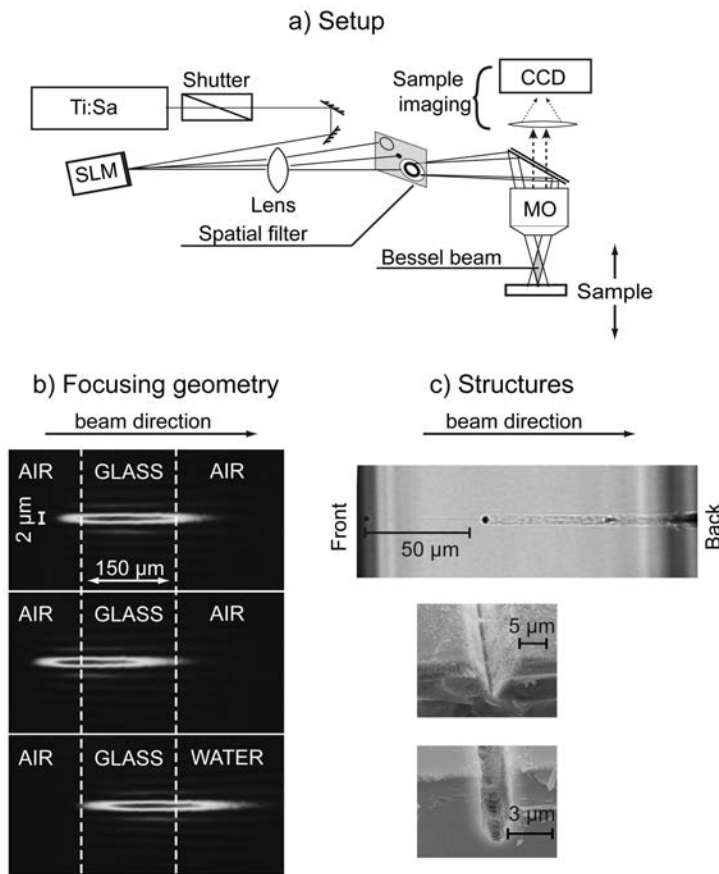 a) Setup
Ti:Sa
Shutter
Sample
imaging
CCD
SLM
Lens
Spatial filter
MO
Bessel beam
Sample
b) Focusing geometry
beam direction
AIR GLASS AIR
2 µm
150 µm
AIR GLASS AIR
AIR GLASS WATER
c) Structures
beam direction
Front
50 µm
Back
5 µm
3 µm